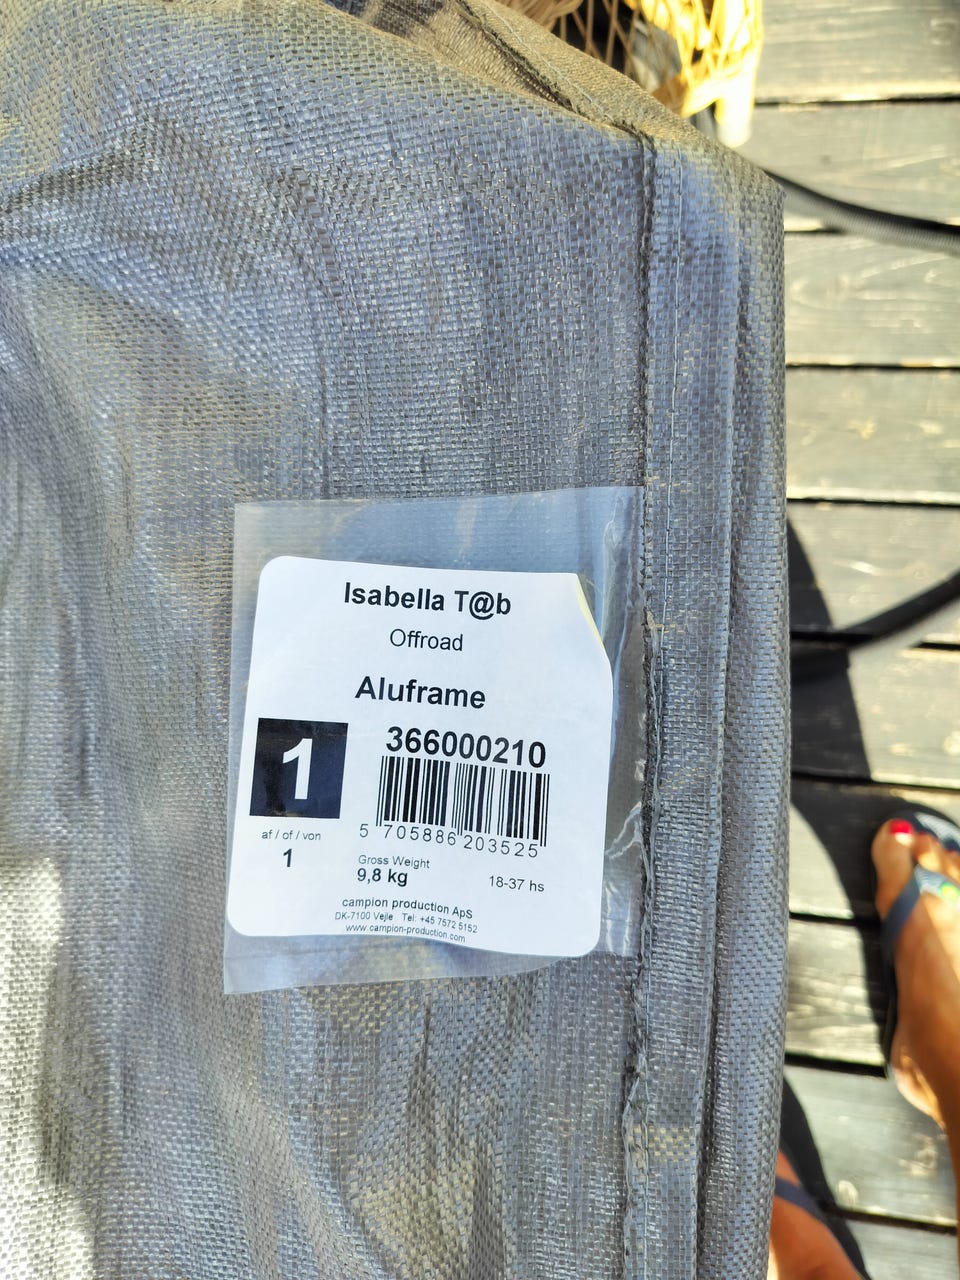 Isabella T@b
Offroad
Aluframe
366000210
1
5 705886 203525
af / of / von
1
Gross Weight
9,8 kg
18-37 hs
campion production ApS
DK-7100 Vejle Tel: +45 7572 5152
www.campion-production.com